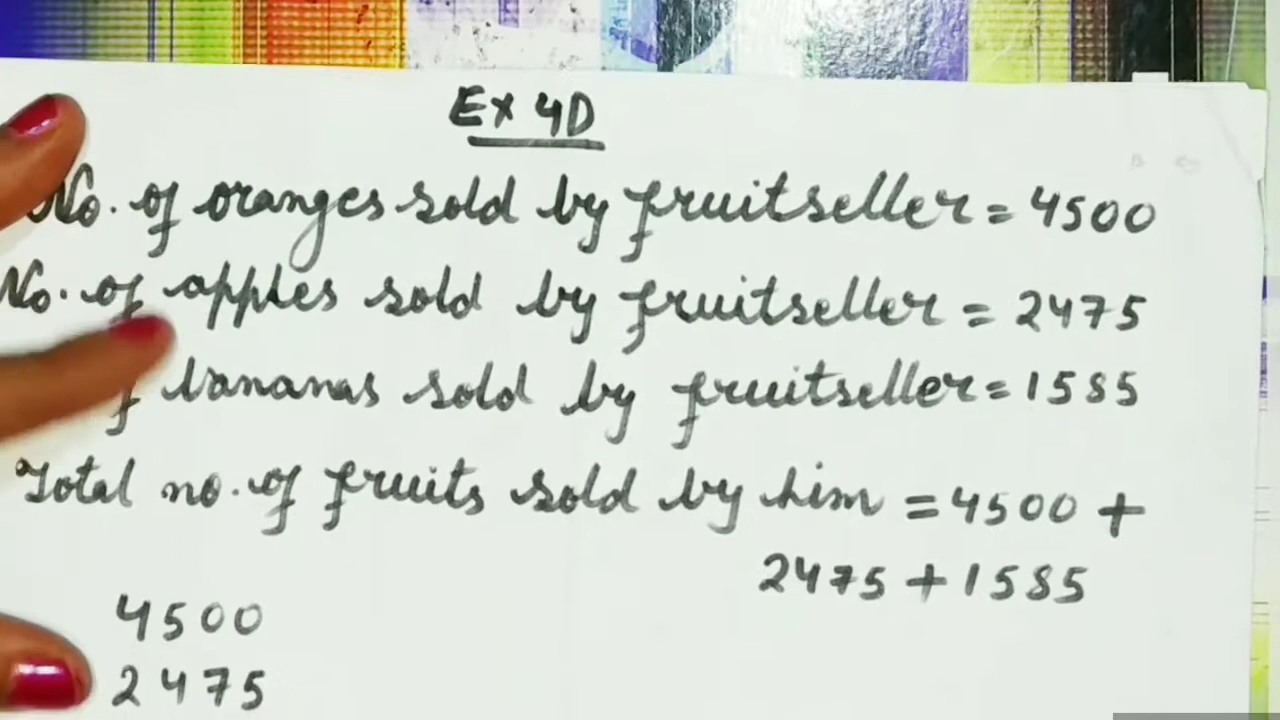 Ex 4D
No. of oranges sold by fruitseller = 4500
No. of apples sold by fruitseller = 2475
bananas sold by fruitseller = 1585
Total no. of fruits sold by him = 4500 +
2475 + 1585
4500
2475